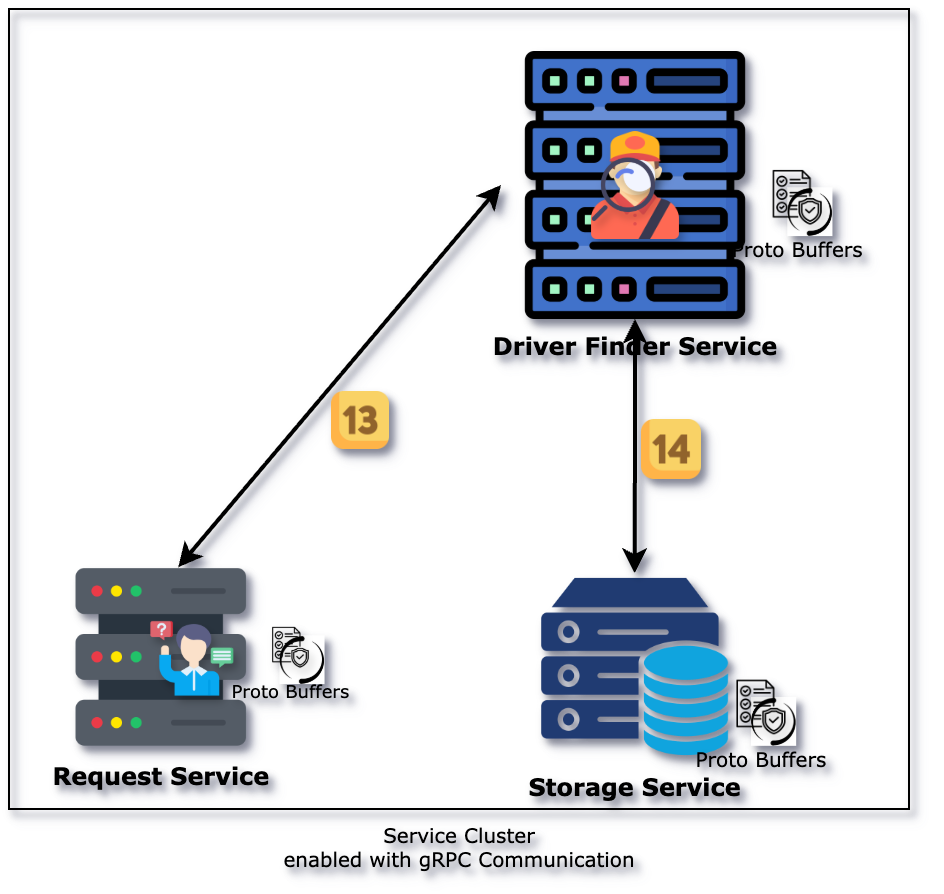 Proto Buffers
Driver Finder Service
13
14
?
Proto Buffers
Request Service
Proto Buffers
Storage Service
Service Cluster
enabled with gRPC Communication